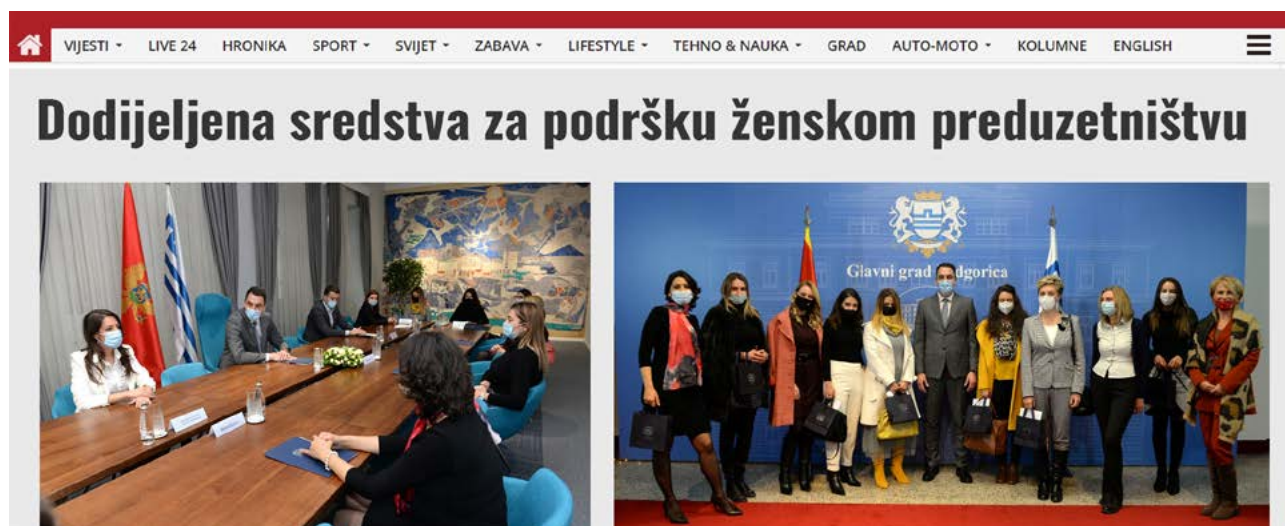 VIJESTI LIVE 24 HRONIKA SPORT SVIJET ZABAVA LIFESTYLE TEHNO & NAUKA GRAD AUTO-MOTO KOLUMNE ENGLISH
Dodijeljena sredstva za podršku ženskom preduzetništvu
Glavni grad